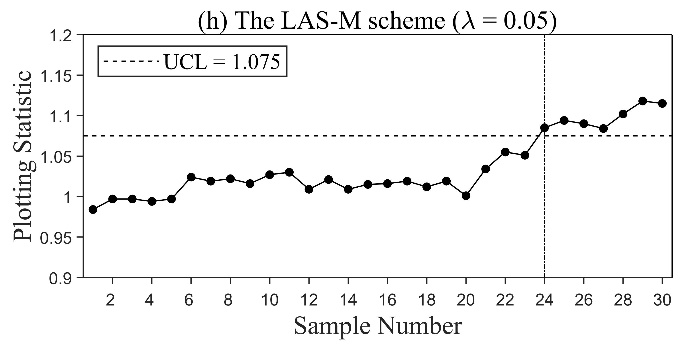 (h) The LAS-M scheme (λ = 0.05)
1.2
1.15
1.1
1.05
1
0.95
0.9
Plotting Statistic
UCL = 1.075
2 4 6 8 10 12 14 16 18 20 22 24 26 28 30
Sample Number